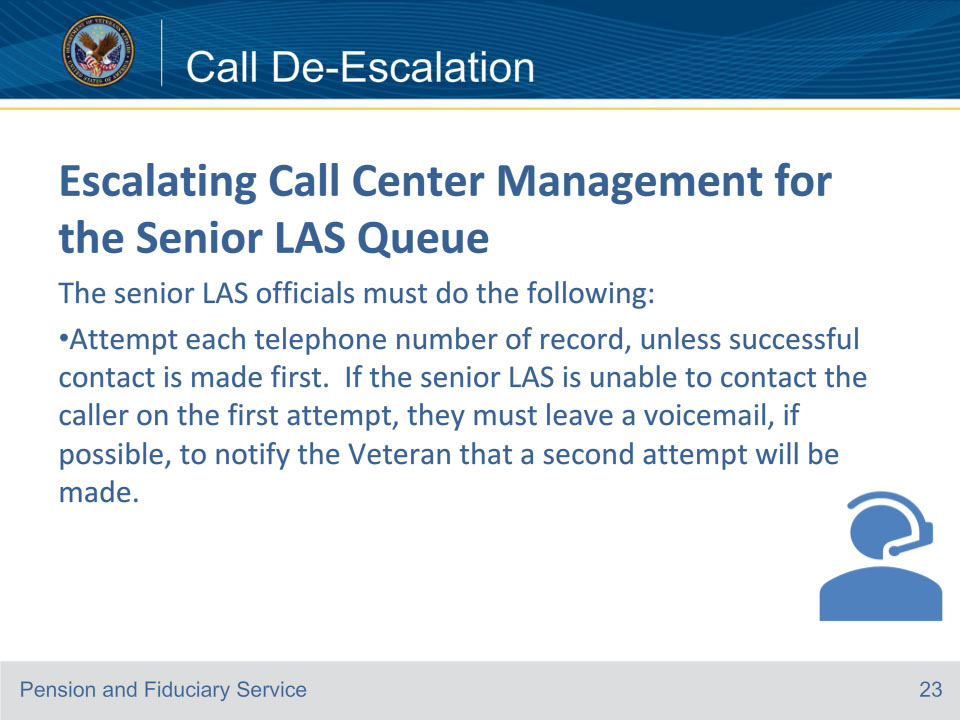 Call De-Escalation
Escalating Call Center Management for
the Senior LAS Queue
The senior LAS officials must do the following:
•Attempt each telephone number of record, unless successful
contact is made first.  If the senior LAS is unable to contact the
caller on the first attempt, they must leave a voicemail, if
possible, to notify the Veteran that a second attempt will be
made.
Pension and Fiduciary Service
23